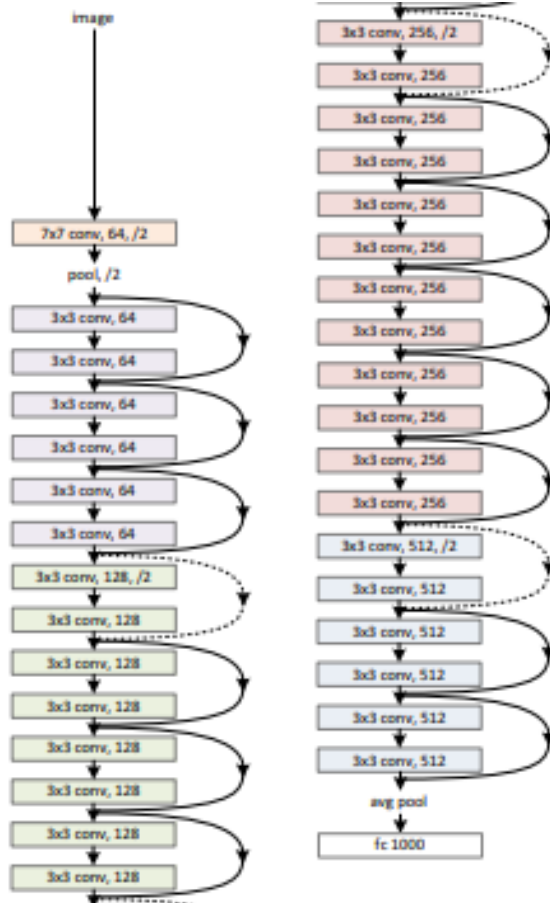 image
7x7 conv, 64, /2
pool, /2
3x3 conv, 64
3x3 conv, 64
3x3 conv, 64
3x3 conv, 64
3x3 conv, 64
3x3 conv, 64
3x3 conv, 128, /2
3x3 conv, 128
3x3 conv, 128
3x3 conv, 128
3x3 conv, 128
3x3 conv, 128
3x3 conv, 128
3x3 conv, 128
3x3 conv, 256, /2
3x3 conv, 256
3x3 conv, 256
3x3 conv, 256
3x3 conv, 256
3x3 conv, 256
3x3 conv, 256
3x3 conv, 256
3x3 conv, 256
3x3 conv, 256
3x3 conv, 256
3x3 conv, 256
3x3 conv, 512, /2
3x3 conv, 512
3x3 conv, 512
3x3 conv, 512
3x3 conv, 512
3x3 conv, 512
avg pool
fc 1000